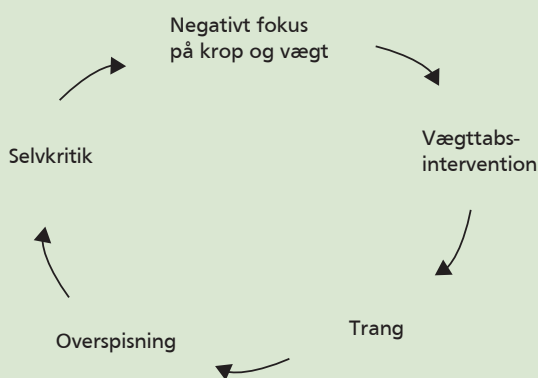 Negativt fokus
på krop og vægt
Vægttabs-
intervention
Trang
Overspisning
Selvkritik